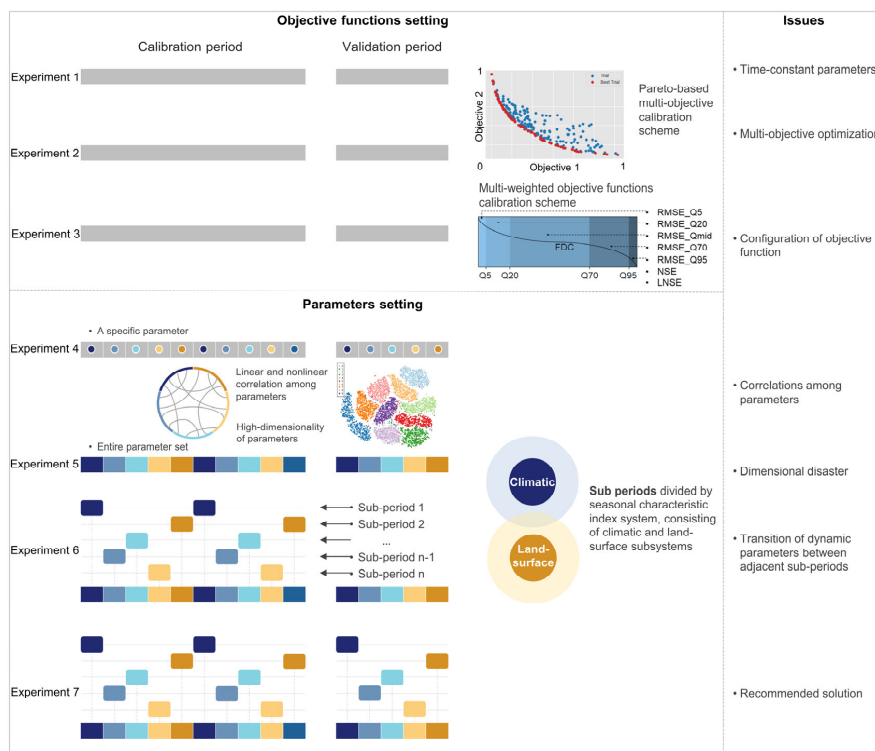 Objective functions setting
Issues
Calibration period
Validation period
Experiment 1
Experiment 2
Experiment 3
1
Objective 2
0
Objective 1
1
Trial
Best Trial
Pareto-based
multi-objective
calibration
scheme
Multi-weighted objective functions
calibration scheme
FDC
Q5
Q20
Q70
Q95
• RMSE_Q5
• RMSE_Q20
• RMSE_Qmid
• RMSE_Q70
• RMSE_Q95
• NSE
• LNSE
• Time-constant parameters
• Multi-objective optimization
• Configuration of objective
function
Parameters setting
• A specific parameter
Experiment 4
Linear and nonlinear
correlation among
parameters
High-dimensionality
of parameters
• Entire parameter set
Experiment 5
Experiment 6
Sub-period 1
Sub-period 2
...
Sub-period n-1
Sub-period n
Experiment 7
Climatic
Land-
surface
Sub periods divided by
seasonal characteristic
index system, consisting
of climatic and land-
surface subsystems
• Correlations among
parameters
• Dimensional disaster
• Transition of dynamic
parameters between
adjacent sub-periods
• Recommended solution